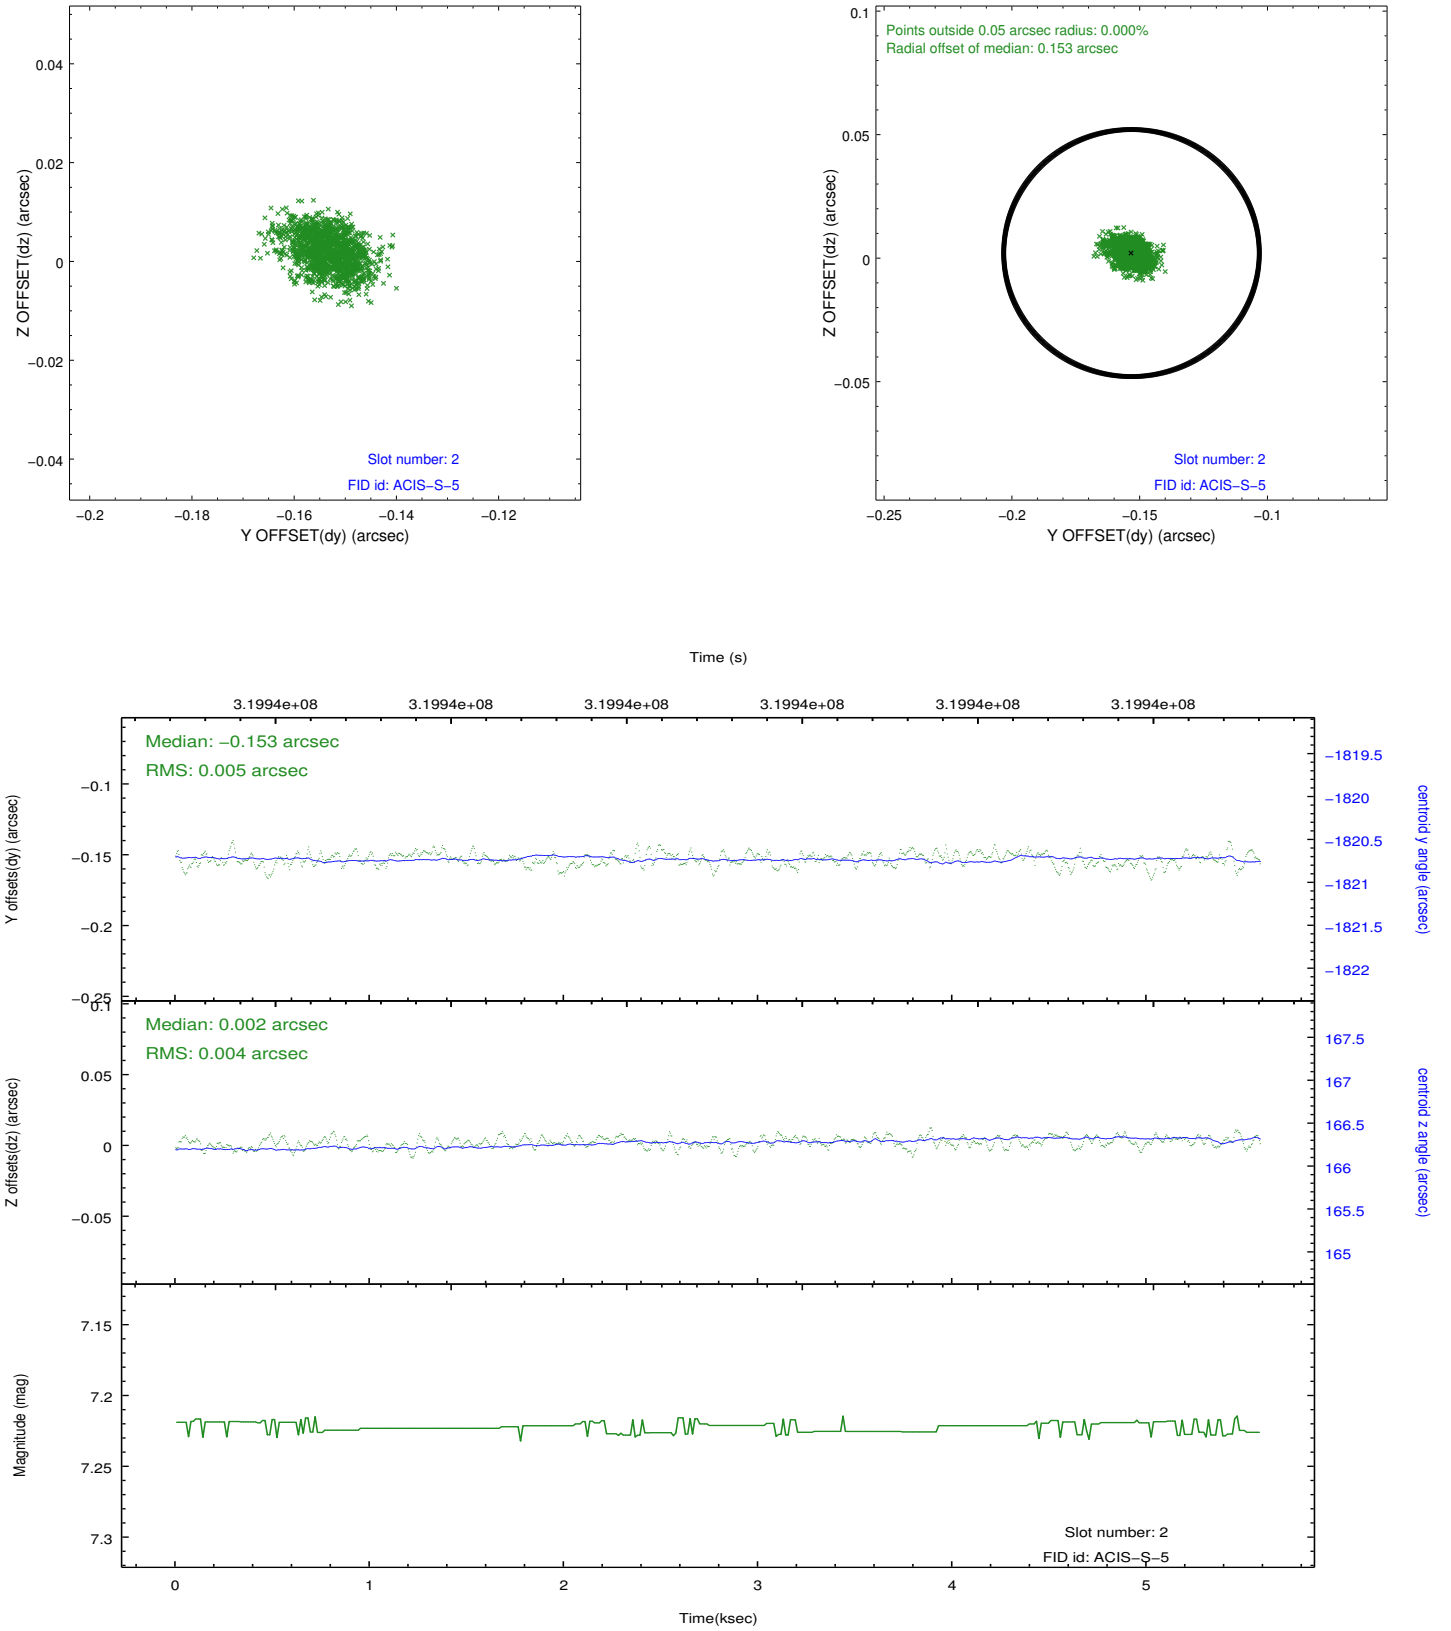 0.04
0.02
0
−0.02
−0.04
Z OFFSET(dz) (arcsec)
Slot number: 2
FID id: ACIS−S−5
−0.2
−0.18
−0.16
−0.14
−0.12
Y OFFSET(dy) (arcsec)
Points outside 0.05 arcsec radius: 0.000%
Radial offset of median: 0.153 arcsec
0.1
0.05
0
−0.05
Z OFFSET(dz) (arcsec)
Slot number: 2
FID id: ACIS−S−5
−0.25
−0.2
−0.15
−0.1
Y OFFSET(dy) (arcsec)
Time (s)
3.1994e+08
3.1994e+08
3.1994e+08
3.1994e+08
3.1994e+08
3.1994e+08
Median: −0.153 arcsec
RMS: 0.005 arcsec
−0.1
−0.15
−0.2
−0.25
Y offsets(dy) (arcsec)
−1819.5
−1820
−1820.5
−1821
−1821.5
−1822
centroid y angle (arcsec)
Median: 0.002 arcsec
RMS: 0.004 arcsec
0.1
0.05
0
−0.05
Z offsets(dz) (arcsec)
167.5
167
166.5
166
165.5
165
centroid z angle (arcsec)
7.15
7.2
7.25
7.3
Magnitude (mag)
Slot number: 2
FID id: ACIS−S−5
0
1
2
3
4
5
Time(ksec)